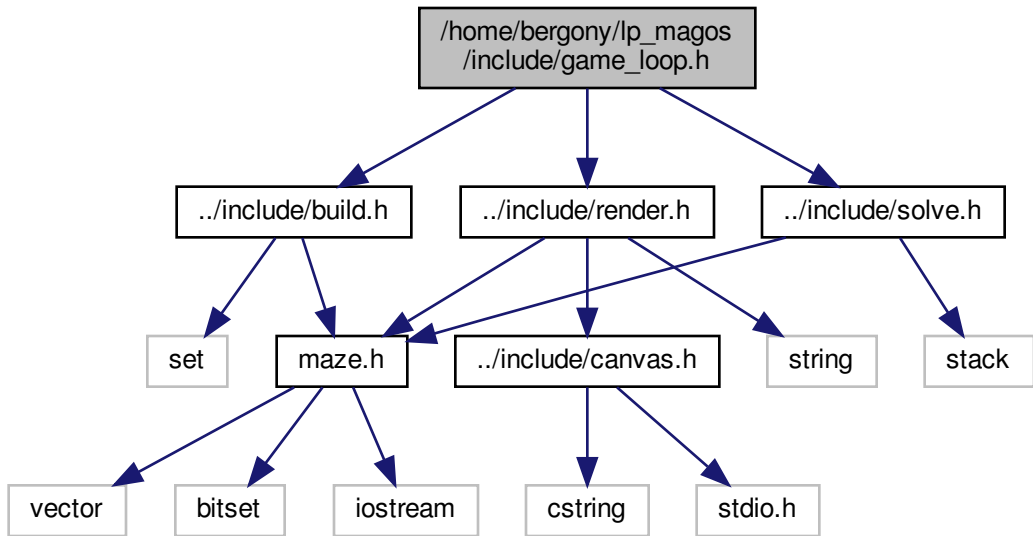 /home/bergony/lp_magos
/include/game_loop.h
../include/build.h
../include/render.h
../include/solve.h
set
maze.h
../include/canvas.h
string
stack
vector
bitset
iostream
cstring
stdio.h